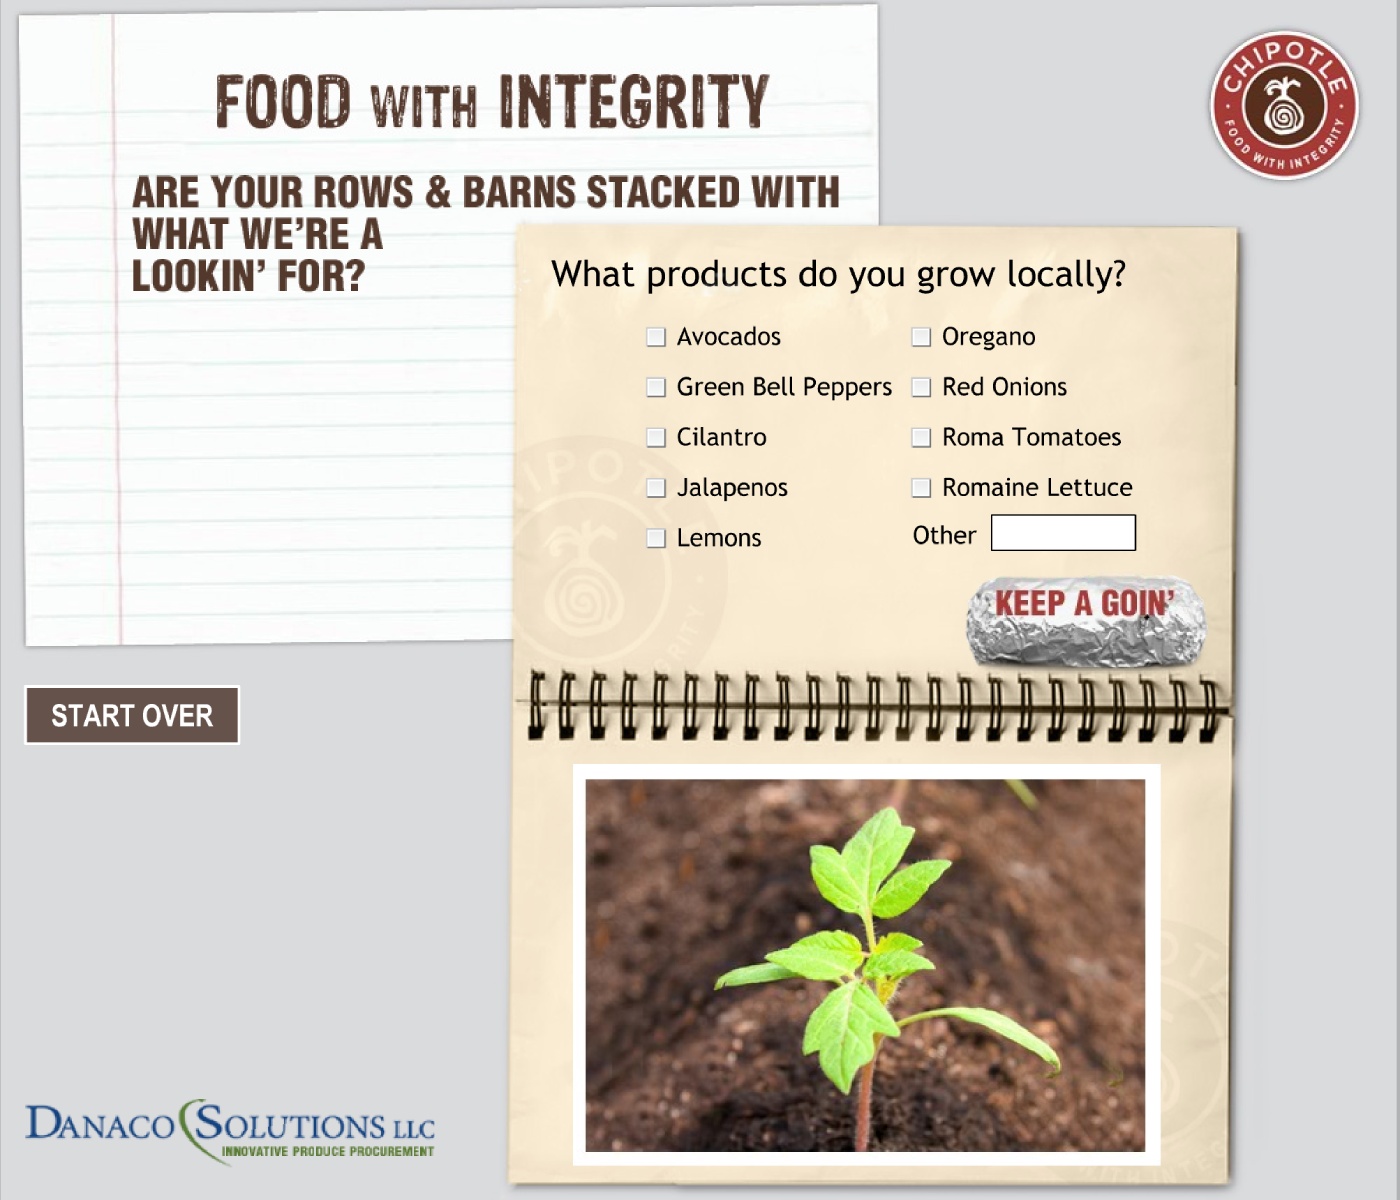 FOOD WITH INTEGRITY
ARE YOUR ROWS & BARNS STACKED WITH
WHAT WE'RE A
LOOKIN' FOR?
CHIPOTLE
FOOD WITH INTEGRITY
What products do you grow locally?
Avocados
Oregano
Green Bell Peppers
Red Onions
Cilantro
Roma Tomatoes
Jalapenos
Romaine Lettuce
Lemons
Other
KEEP A GOIN'
START OVER
DANACO SOLUTIONS LLC
INNOVATIVE PRODUCE PROCUREMENT